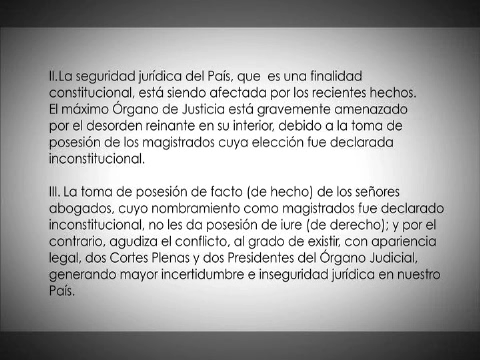 II.La seguridad jurídica del País, que  es una finalidad
constitucional, está siendo afectada por los recientes hechos.
El máximo Órgano de Justicia está gravemente amenazado
por el desorden reinante en su interior, debido a la toma de
posesión de los magistrados cuya elección fue declarada
inconstitucional.
III. La toma de posesión de facto (de hecho) de los señores
abogados, cuyo nombramiento como magistrados fue declarado
inconstitucional, no les da posesión de iure (de derecho); y por el
contrario, agudiza el conflicto, al grado de existir, con apariencia
legal, dos Cortes Plenas y dos Presidentes del Órgano Judicial,
generando mayor incertidumbre e inseguridad jurídica en nuestro
País.